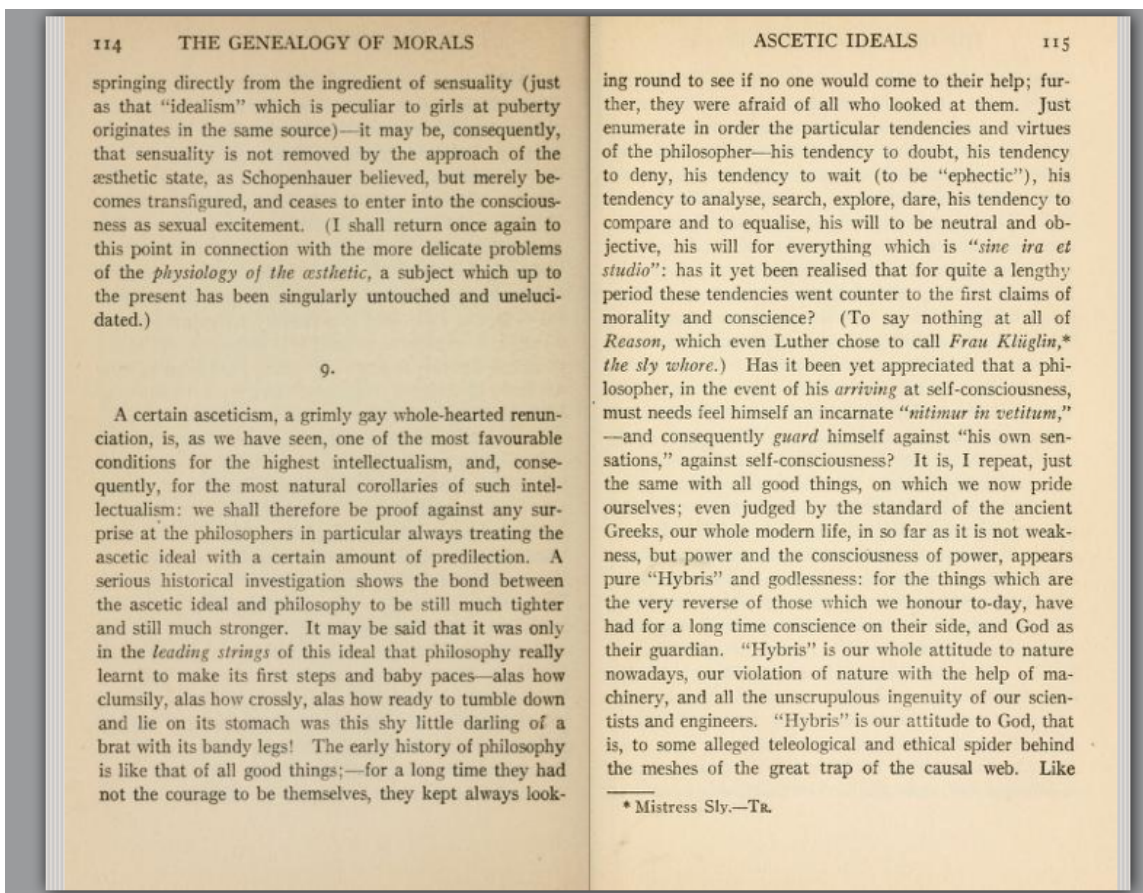 114 THE GENEALOGY OF MORALS
springing directly from the ingredient of sensuality (just
as that "idealism" which is peculiar to girls at puberty
originates in the same source)—it may be, consequently,
that sensuality is not removed by the approach of the
æsthetic state, as Schopenhauer believed, but merely be-
comes transfigured, and ceases to enter into the conscious-
ness as sexual excitement. (I shall return once again to
this point in connection with the more delicate problems
of the physiology of the æsthetic, a subject which up to
the present has been singularly untouched and uneluci-
dated.)
9.
A certain asceticism, a grimly gay whole-hearted renun-
ciation, is, as we have seen, one of the most favourable
conditions for the highest intellectualism, and, conse-
quently, for the most natural corollaries of such intel-
lectualism: we shall therefore be proof against any sur-
prise at the philosophers in particular always treating the
ascetic ideal with a certain amount of predilection. A
serious historical investigation shows the bond between
the ascetic ideal and philosophy to be still much tighter
and still much stronger. It may be said that it was only
in the leading strings of this ideal that philosophy really
learnt to make its first steps and baby paces—alas how
clumsily, alas how crossly, alas how ready to tumble down
and lie on its stomach was this shy little darling of a
brat with its bandy legs! The early history of philosophy
is like that of all good things;—for a long time they had
not the courage to be themselves, they kept always look-
ASCETIC IDEALS 115
ing round to see if no one would come to their help; fur-
ther, they were afraid of all who looked at them. Just
enumerate in order the particular tendencies and virtues
of the philosopher—his tendency to doubt, his tendency
to deny, his tendency to wait (to be "ephectic"), his
tendency to analyse, search, explore, dare, his tendency to
compare and to equalise, his will to be neutral and ob-
jective, his will for everything which is "sine ira et
studio": has it yet been realised that for quite a lengthy
period these tendencies went counter to the first claims of
morality and conscience? (To say nothing at all of
Reason, which even Luther chose to call Frau Klüglin,*
the sly whore.) Has it been yet appreciated that a phi-
losopher, in the event of his arriving at self-consciousness,
must needs feel himself an incarnate "nitimur in vetitum,"
—and consequently guard himself against "his own sen-
sations," against self-consciousness? It is, I repeat, just
the same with all good things, on which we now pride
ourselves; even judged by the standard of the ancient
Greeks, our whole modern life, in so far as it is not weak-
ness, but power and the consciousness of power, appears
pure "Hybris" and godlessness: for the things which are
the very reverse of those which we honour to-day, have
had for a long time conscience on their side, and God as
their guardian. "Hybris" is our whole attitude to nature
nowadays, our violation of nature with the help of ma-
chinery, and all the unscrupulous ingenuity of our scien-
tists and engineers. "Hybris" is our attitude to God, that
is, to some alleged teleological and ethical spider behind
the meshes of the great trap of the causal web. Like
* Mistress Sly.—TR.